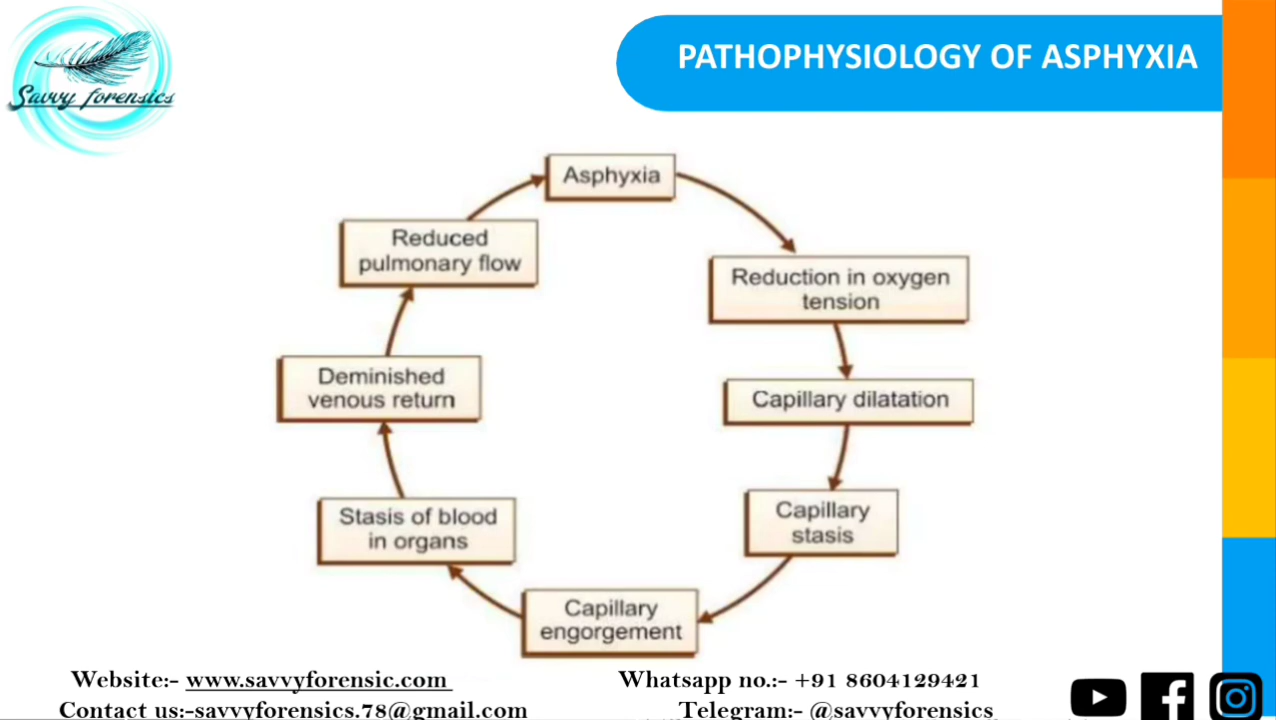 Savvy forensics
PATHOPHYSIOLOGY OF ASPHYXIA
Asphyxia
Reduction in oxygen
tension
Capillary dilatation
Capillary
stasis
Capillary
engorgement
Stasis of blood
in organs
Deminished
venous return
Reduced
pulmonary flow
Website:- www.savvyforensic.com
Whatsapp no.:- +91 8604129421
Contact us:-savvyforensics.78@gmail.com
Telegram:- @savvyforensics